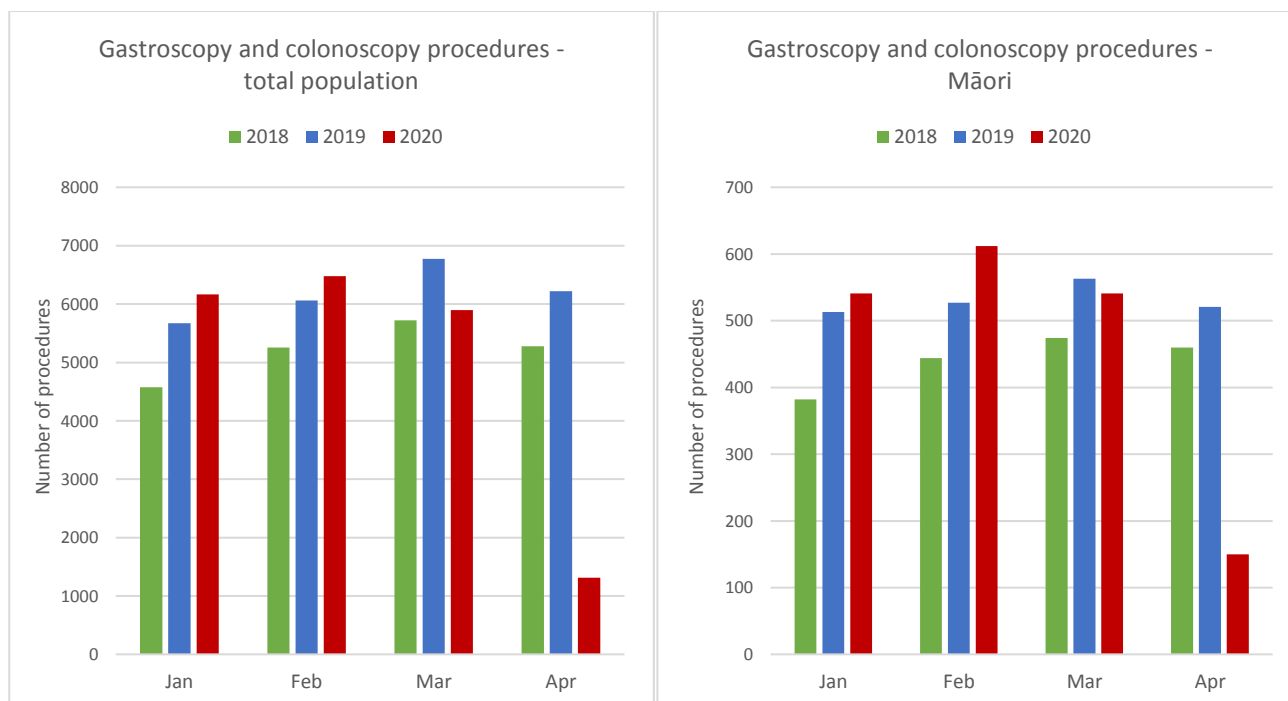 Gastroscopy and colonoscopy procedures -
total population
2018 2019 2020
8000
7000
6000
5000
4000
3000
2000
1000
0
Number of procedures
Jan Feb Mar Apr
Gastroscopy and colonoscopy procedures -
Māori
2018 2019 2020
700
600
500
400
300
200
100
0
Number of procedures
Jan Feb Mar Apr